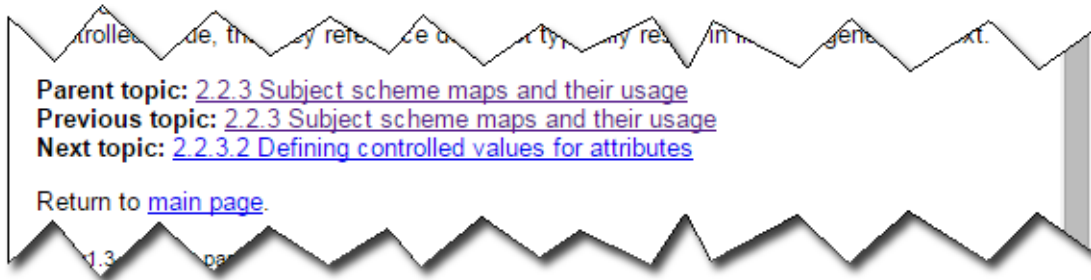 in
Parent topic: 2.2.3 Subject scheme maps and their usage
Previous topic: 2.2.3 Subject scheme maps and their usage
Next topic: 2.2.3.2 Defining controlled values for attributes
Return to main page.